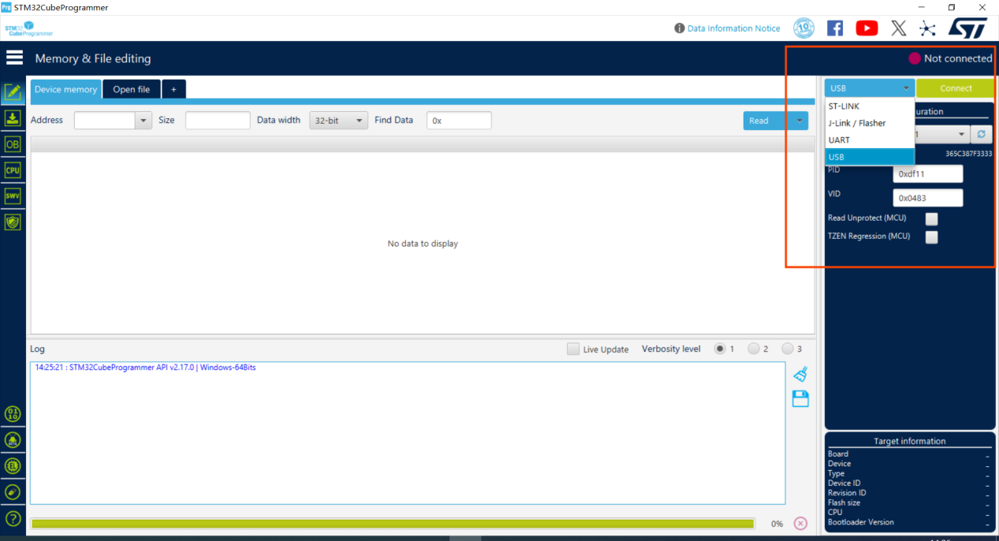 Prg STM32CubeProgrammer
STM32
CubeProgrammer
Data Information Notice
10
Memory & File editing
Not connected
Device memory
Open file
+
USB
Connect
Address
Size
Data width
32-bit
Find Data
0x
Read
ST-LINK
J-Link / Flasher
UART
USB
uration
1
365C387F3333
PID
0xdf11
VID
0x0483
Read Unprotect (MCU)
TZEN Regression (MCU)
OB
CPU
SWV
No data to display
Log
Live Update
Verbosity level
1
2
3
14:25:21 : STM32CubeProgrammer API v2.17.0 | Windows-64Bits
Target information
Board -
Device -
Type -
Device ID -
Revision ID -
Flash size -
CPU -
Bootloader Version -
01
10
?
0%